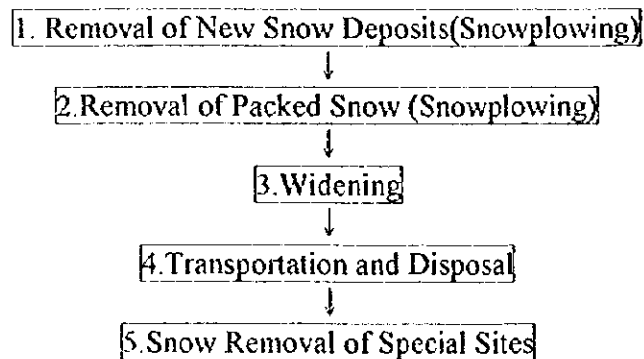 1. Removal of New Snow Deposits(Snowplowing)
2.Removal of Packed Snow (Snowplowing)
3.Widening
4.Transportation and Disposal
5.Snow Removal of Special Sites